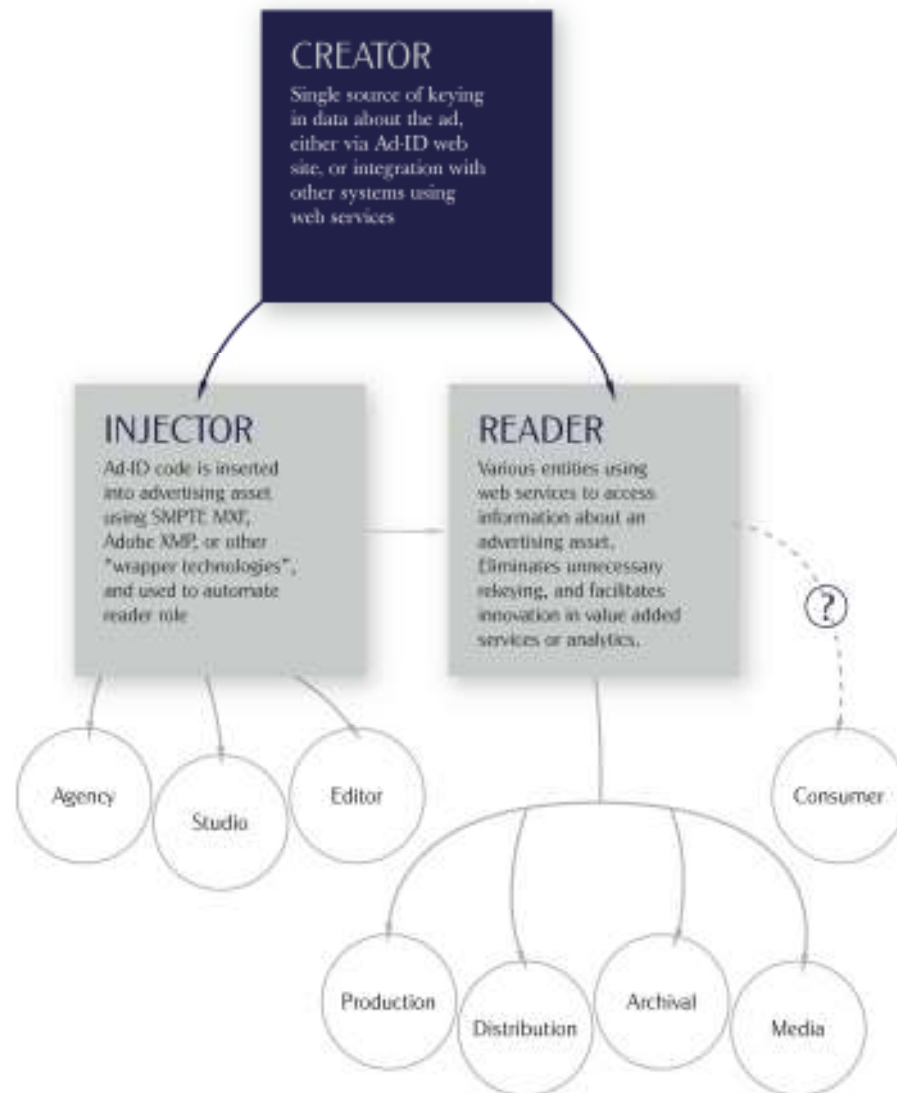 CREATOR
Single source of keying
in data about the ad,
either via Ad-ID web
site, or integration with
other systems using
web services
INJECTOR
Ad-ID code is inserted
into advertising asset
using SMPTE MXF,
Adobe XMP, or other
"wrapper technologies",
and used to automate
reader role
READER
Various entities using
web services to access
information about an
advertising asset.
Eliminates unnecessary
rekeying, and facilitates
innovation in value added
services or analytics.
?
Agency
Studio
Editor
Consumer
Production
Distribution
Archival
Media